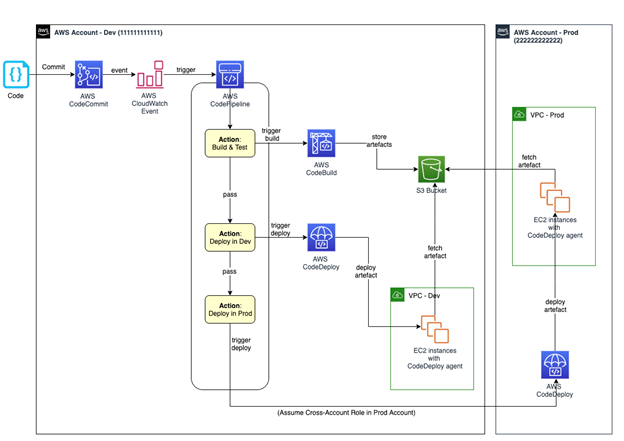 AWS Account - Dev (111111111111)
AWS Account - Prod
(222222222222)
Commit
event
trigger
Code
AWS
CodeCommit
AWS
CloudWatch
Event
AWS
CodePipeline
VPC - Prod
Action:
Build & Test
trigger
build
AWS
CodeBuild
store
artefacts
S3 Bucket
fetch
artefact
EC2 instances
with
CodeDeploy agent
pass
Action:
Deploy in Dev
trigger
deploy
AWS
CodeDeploy
deploy
artefact
fetch
artefact
pass
VPC - Dev
Action:
Deploy in Prod
EC2 instances
with
CodeDeploy agent
deploy
artefact
trigger
deploy
AWS
CodeDeploy
(Assume Cross-Account Role in Prod Account)